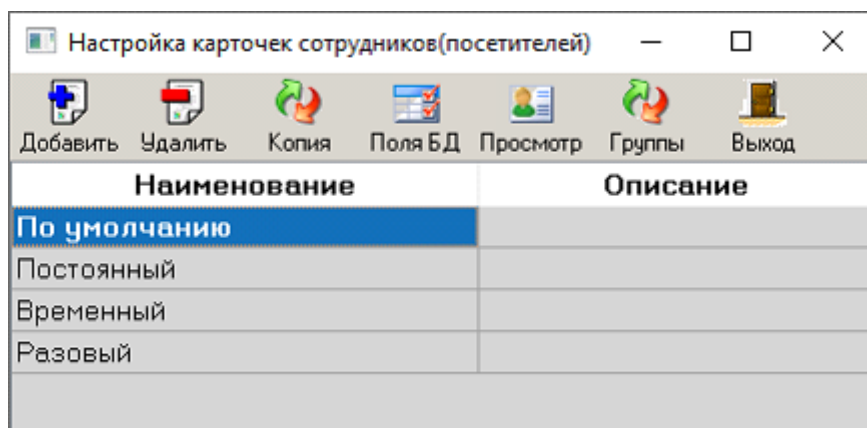 Настройка карточек сотрудников(посетителей)
Добавить Удалить Копия Поля БД Просмотр Группы Выход
Наименование Описание
По умолчанию
Постоянный
Временный
Разовый